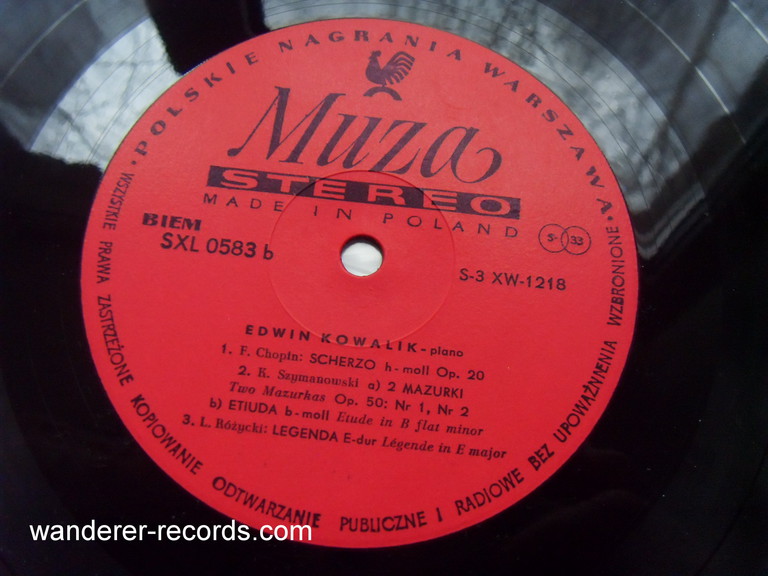 • POLSKIE NAGRANIA WARSZAWA •
Muza
STEREO
MADE IN POLAND
BIEM
SXL 0583 b
S- 33
S-3 XW-1218
EDWIN KOWALIK - piano
1. F. Chopin: SCHERZO h-moll Op. 20
2. K. Szymanowski a) 2 MAZURKI
Two Mazurkas Op. 50: Nr 1, Nr 2
b) ETIUDA b-moll Etude in B flat minor
3. L. Różycki: LEGENDA E-dur Légende in E major
WSZYSTKIE PRAWA ZASTRZEŻONE KOPIOWANIE ODTWARZANIE PUBLICZNE I RADIOWE BEZ UPOWAŻNIENIA WZBRONIONE
wanderer-records.com